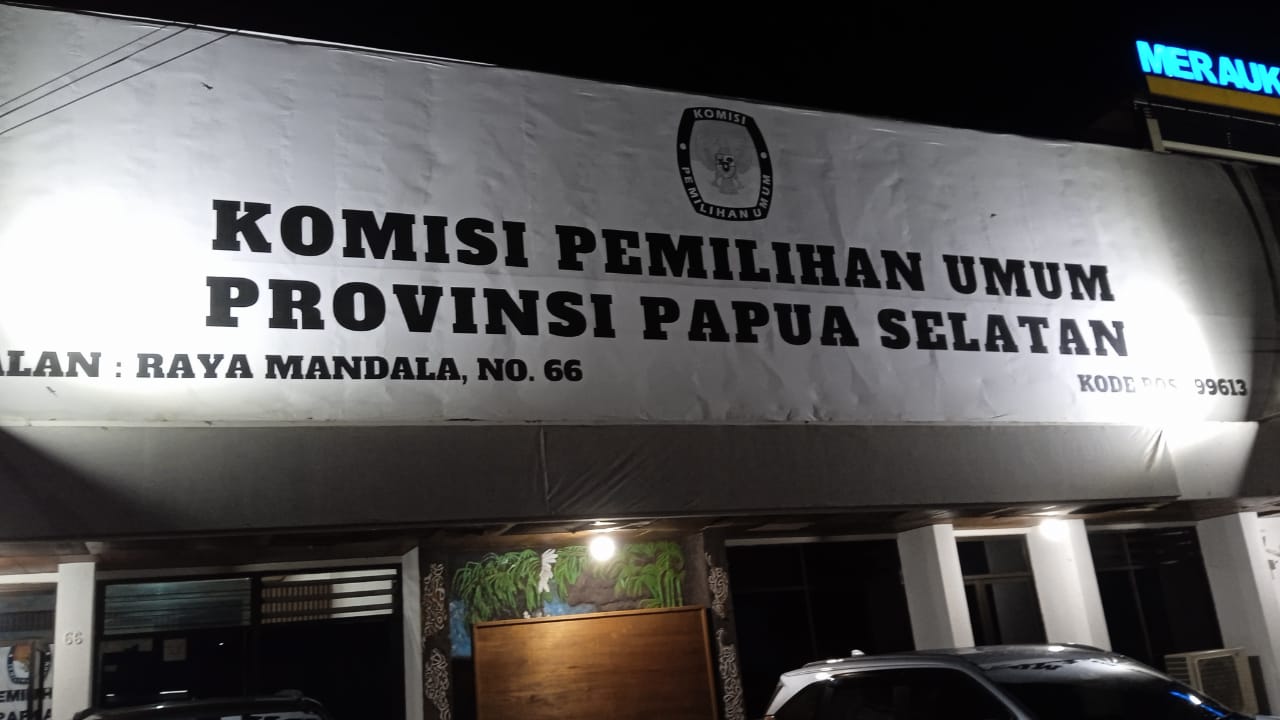 MERAUK
KOMISI
PEMILIHAN UMUM
KOMISI PEMILIHAN UMUM
PROVINSI PAPUA SELATAN
ALAN : RAYA MANDALA, NO. 66
KODE POS 99613
66